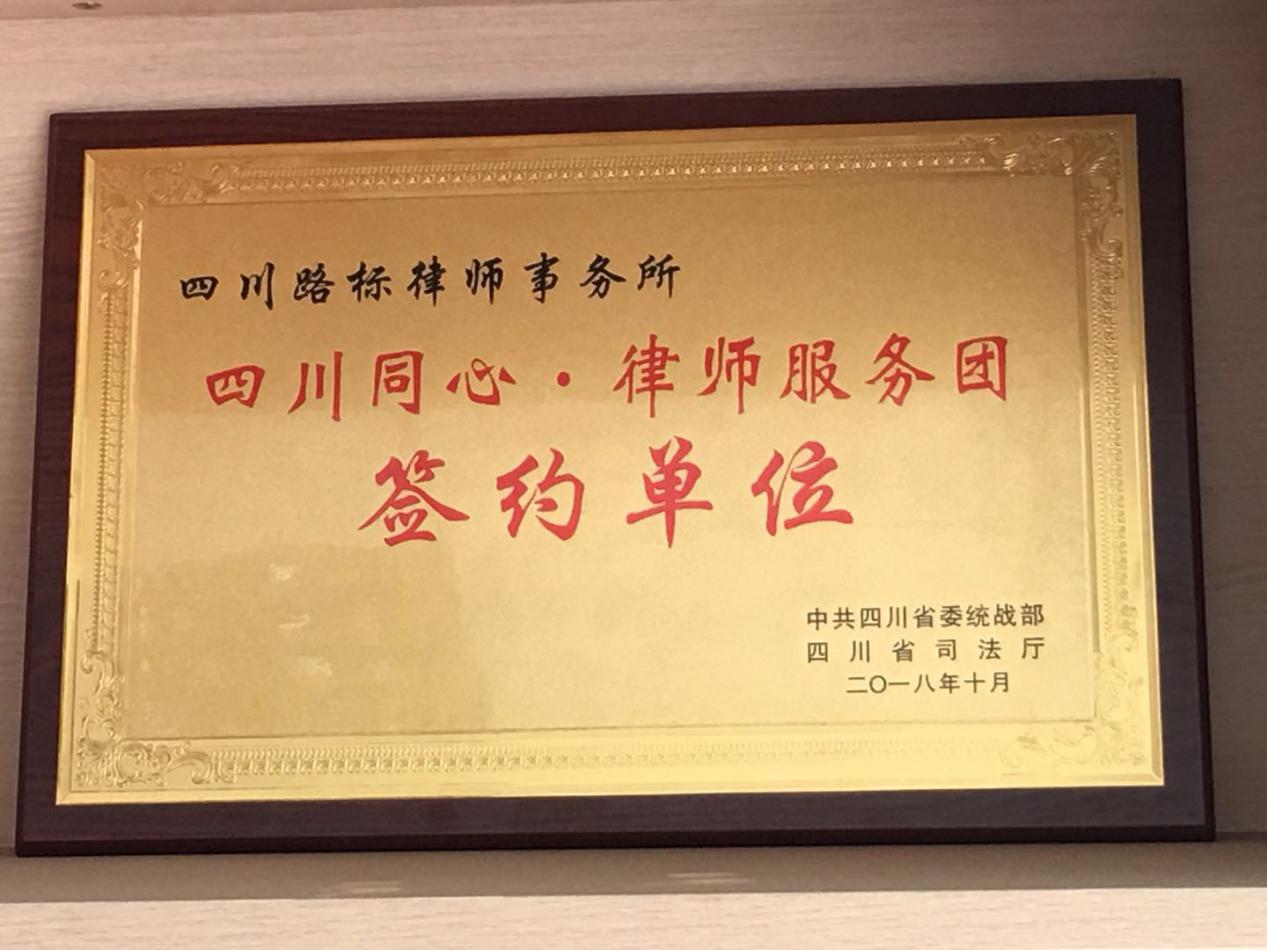 四川路标律师事务所
四川同心·律师服务团
签约单位
中共四川省委统战部
四川省司法厅
二〇一八年十月